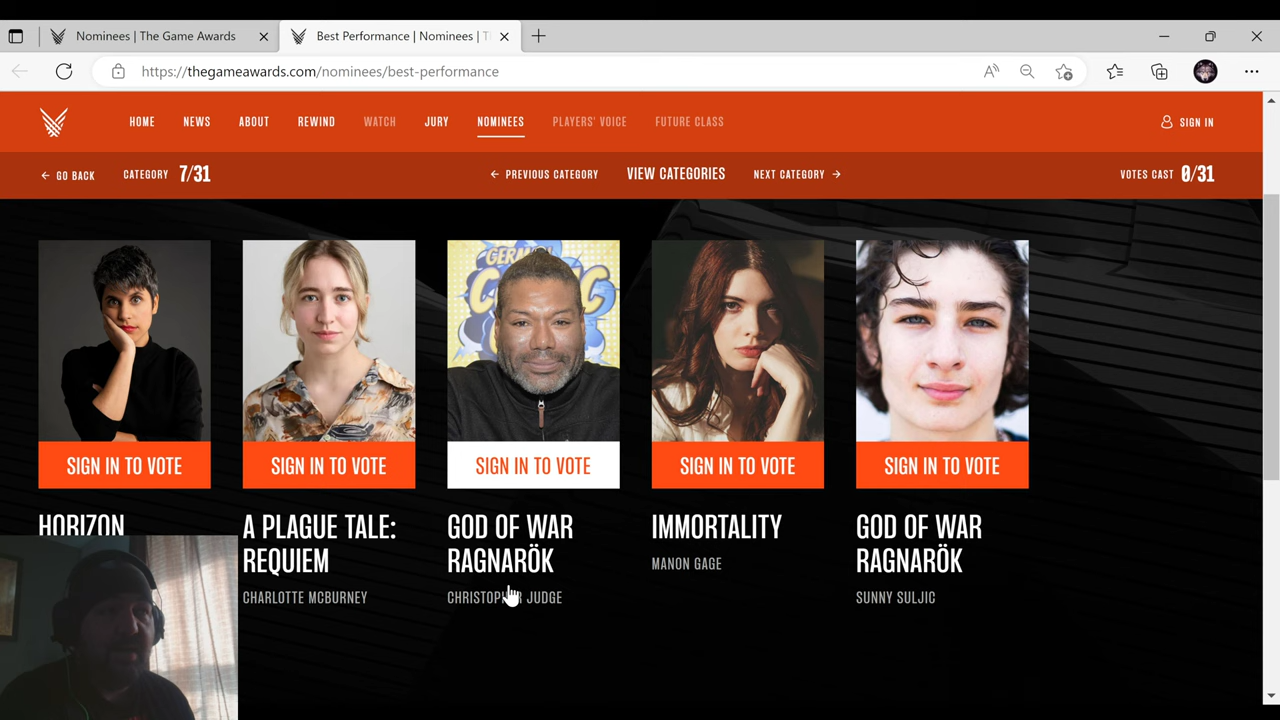 Nominees | The Game Awards
Best Performance | Nominees | T
https://thegameawards.com/nominees/best-performance
HOME NEWS ABOUT REWIND WATCH JURY NOMINEES PLAYERS' VOICE FUTURE CLASS SIGN IN
← GO BACK CATEGORY 7/31 ← PREVIOUS CATEGORY VIEW CATEGORIES NEXT CATEGORY → VOTES CAST 0/31
GERMAN
SIGN IN TO VOTE SIGN IN TO VOTE SIGN IN TO VOTE SIGN IN TO VOTE SIGN IN TO VOTE
HORIZON
A PLAGUE TALE:
REQUIEM
CHARLOTTE MCBURNEY
GOD OF WAR
RAGNARÖK
CHRISTOPHER JUDGE
IMMORTALITY
MANON GAGE
GOD OF WAR
RAGNARÖK
SUNNY SULJIC